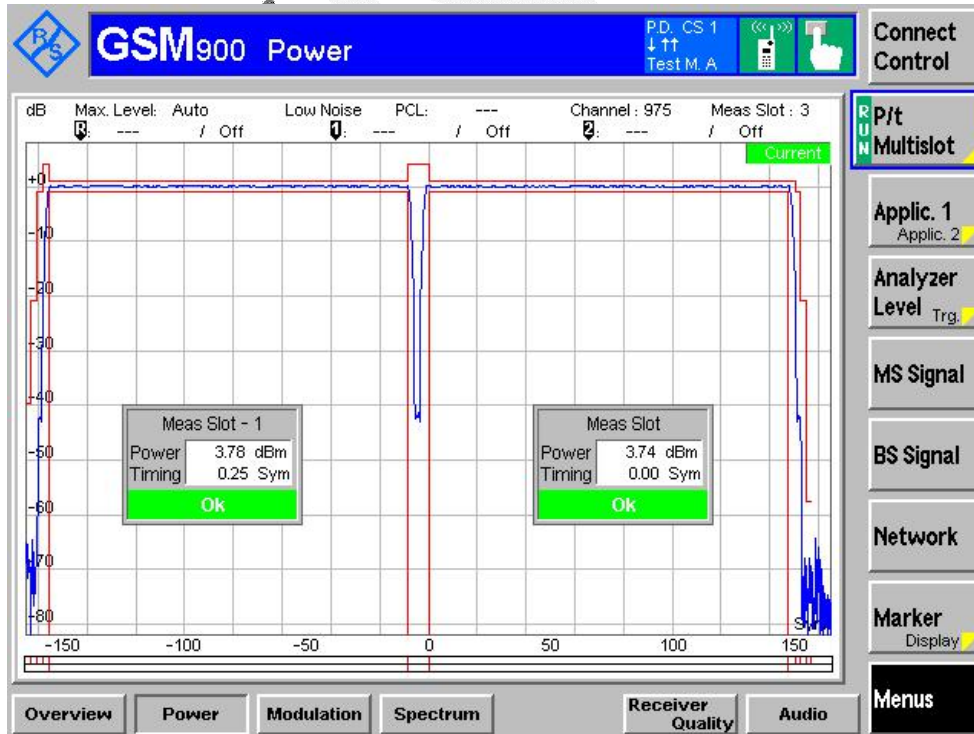 R&S
GSM900 Power
P.D. CS 1
↓ ↑↑
Test M. A
Connect Control
dB Max. Level: Auto Low Noise PCL: --- Channel : 975 Meas Slot : 3
R: --- / Off 1: --- / Off 2: --- / Off
Current
RUN
P/t Multislot
Applic. 1
Applic. 2
Analyzer Level Trg.
MS Signal
BS Signal
Network
Marker
Display
Menus
+0
-10
-20
-30
-40
-50
-60
-70
-80
Meas Slot - 1
Power 3.78 dBm
Timing 0.25 Sym
Ok
Meas Slot
Power 3.74 dBm
Timing 0.00 Sym
Ok
-150 -100 -50 0 50 100 150
Overview Power Modulation Spectrum Receiver Quality Audio